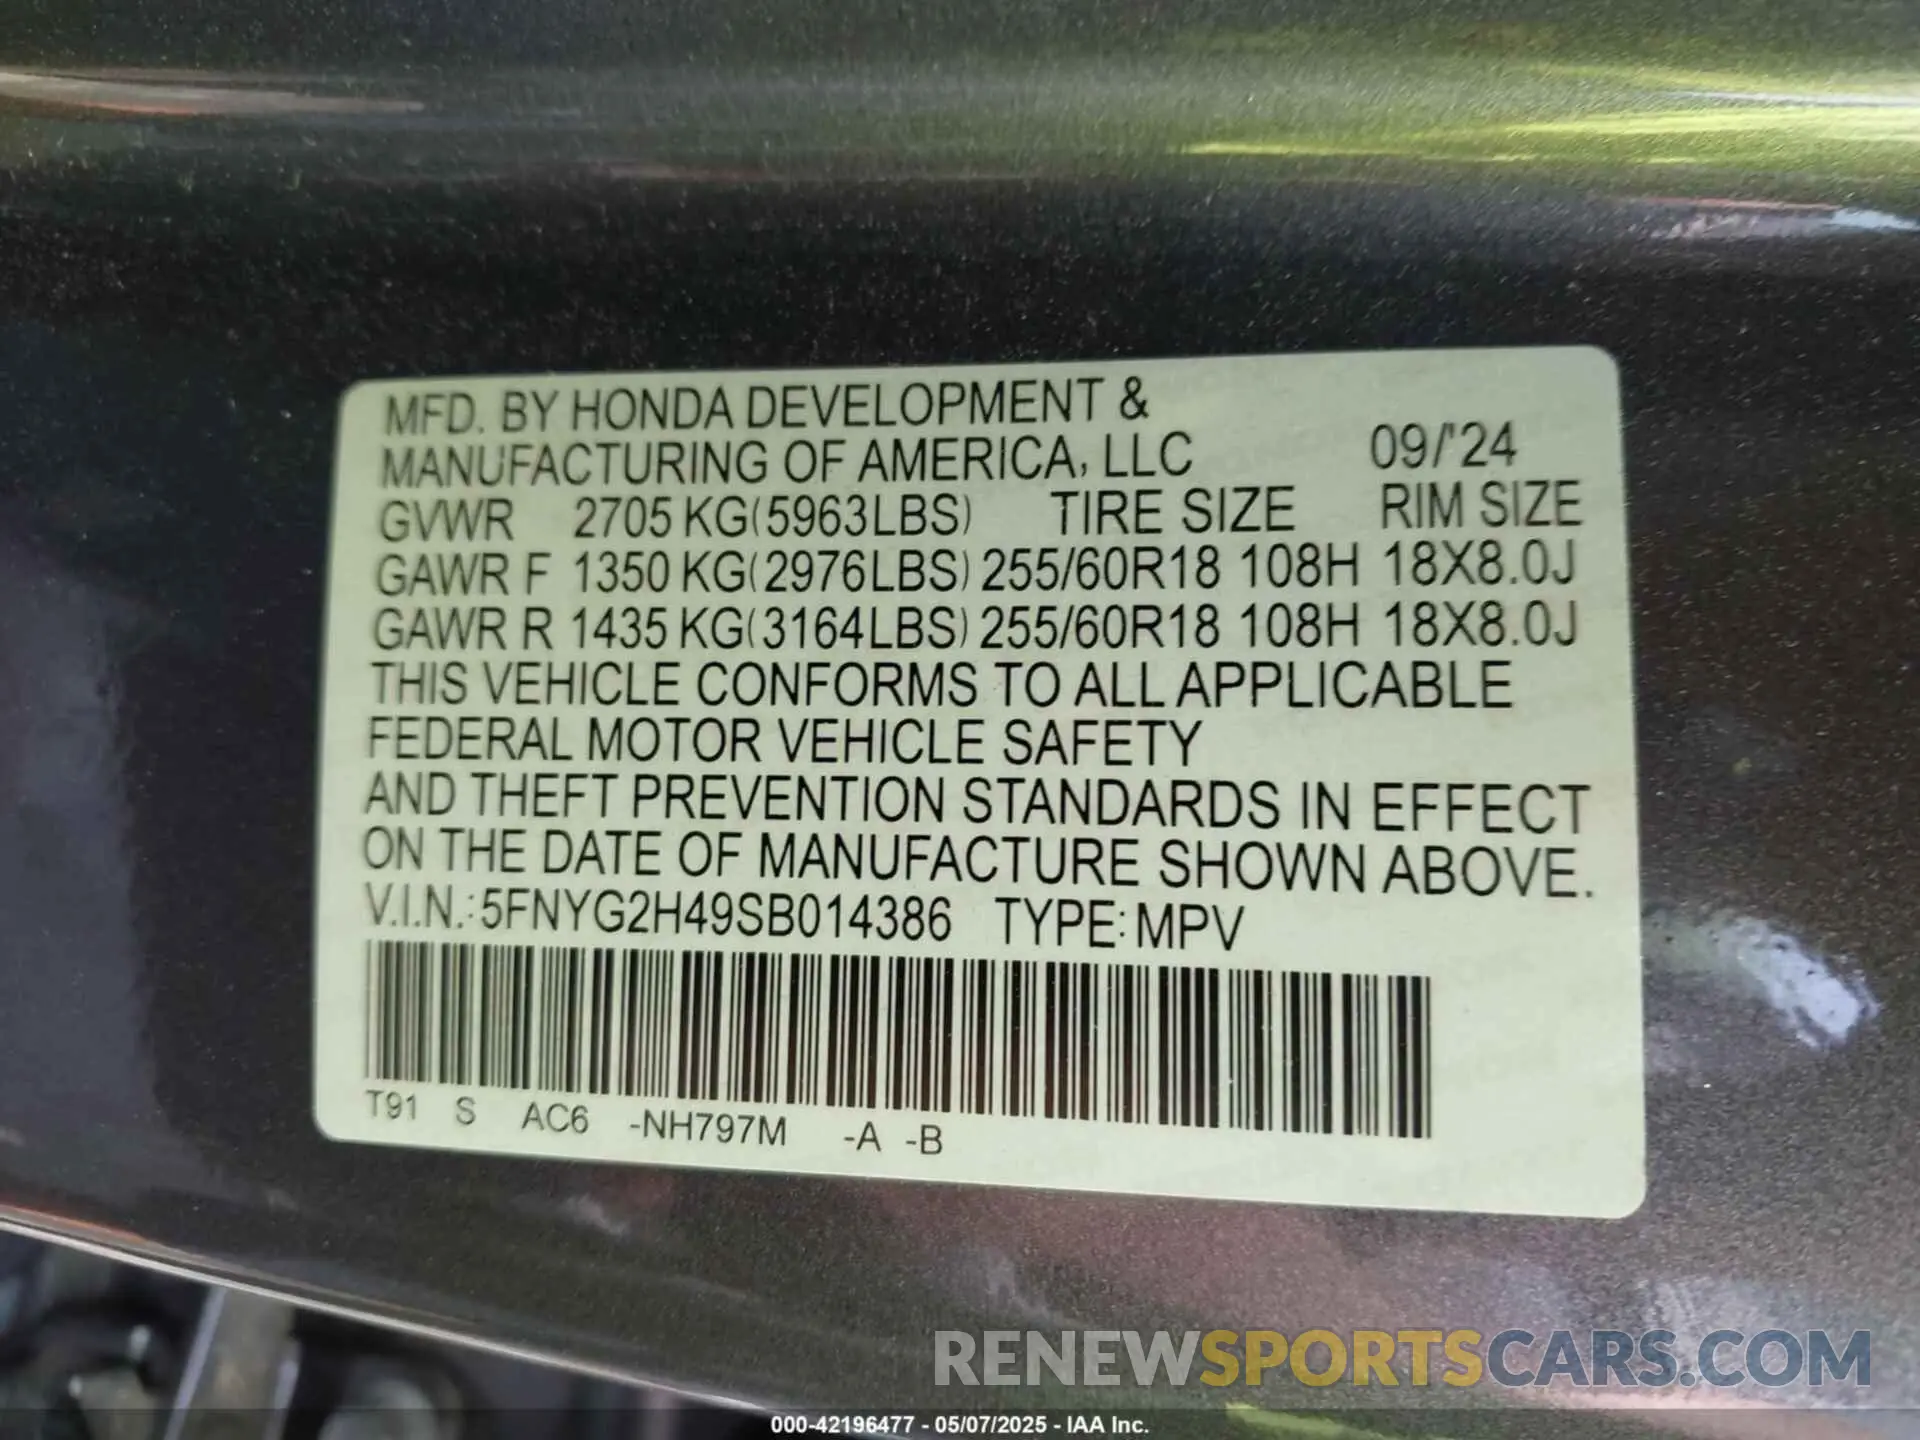 MFD. BY HONDA DEVELOPMENT &
MANUFACTURING OF AMERICA, LLC 09/'24
GVWR 2705 KG(5963LBS) TIRE SIZE RIM SIZE
GAWR F 1350 KG(2976LBS) 255/60R18 108H 18X8.0J
GAWR R 1435 KG(3164LBS) 255/60R18 108H 18X8.0J
THIS VEHICLE CONFORMS TO ALL APPLICABLE
FEDERAL MOTOR VEHICLE SAFETY
AND THEFT PREVENTION STANDARDS IN EFFECT
ON THE DATE OF MANUFACTURE SHOWN ABOVE.
V.I.N.:5FNYG2H49SB014386 TYPE:MPV
T91 S AC6 -NH797M -A -B
RENEWSPORTSCARS.COM
000-42196477 - 05/07/2025 - IAA Inc.